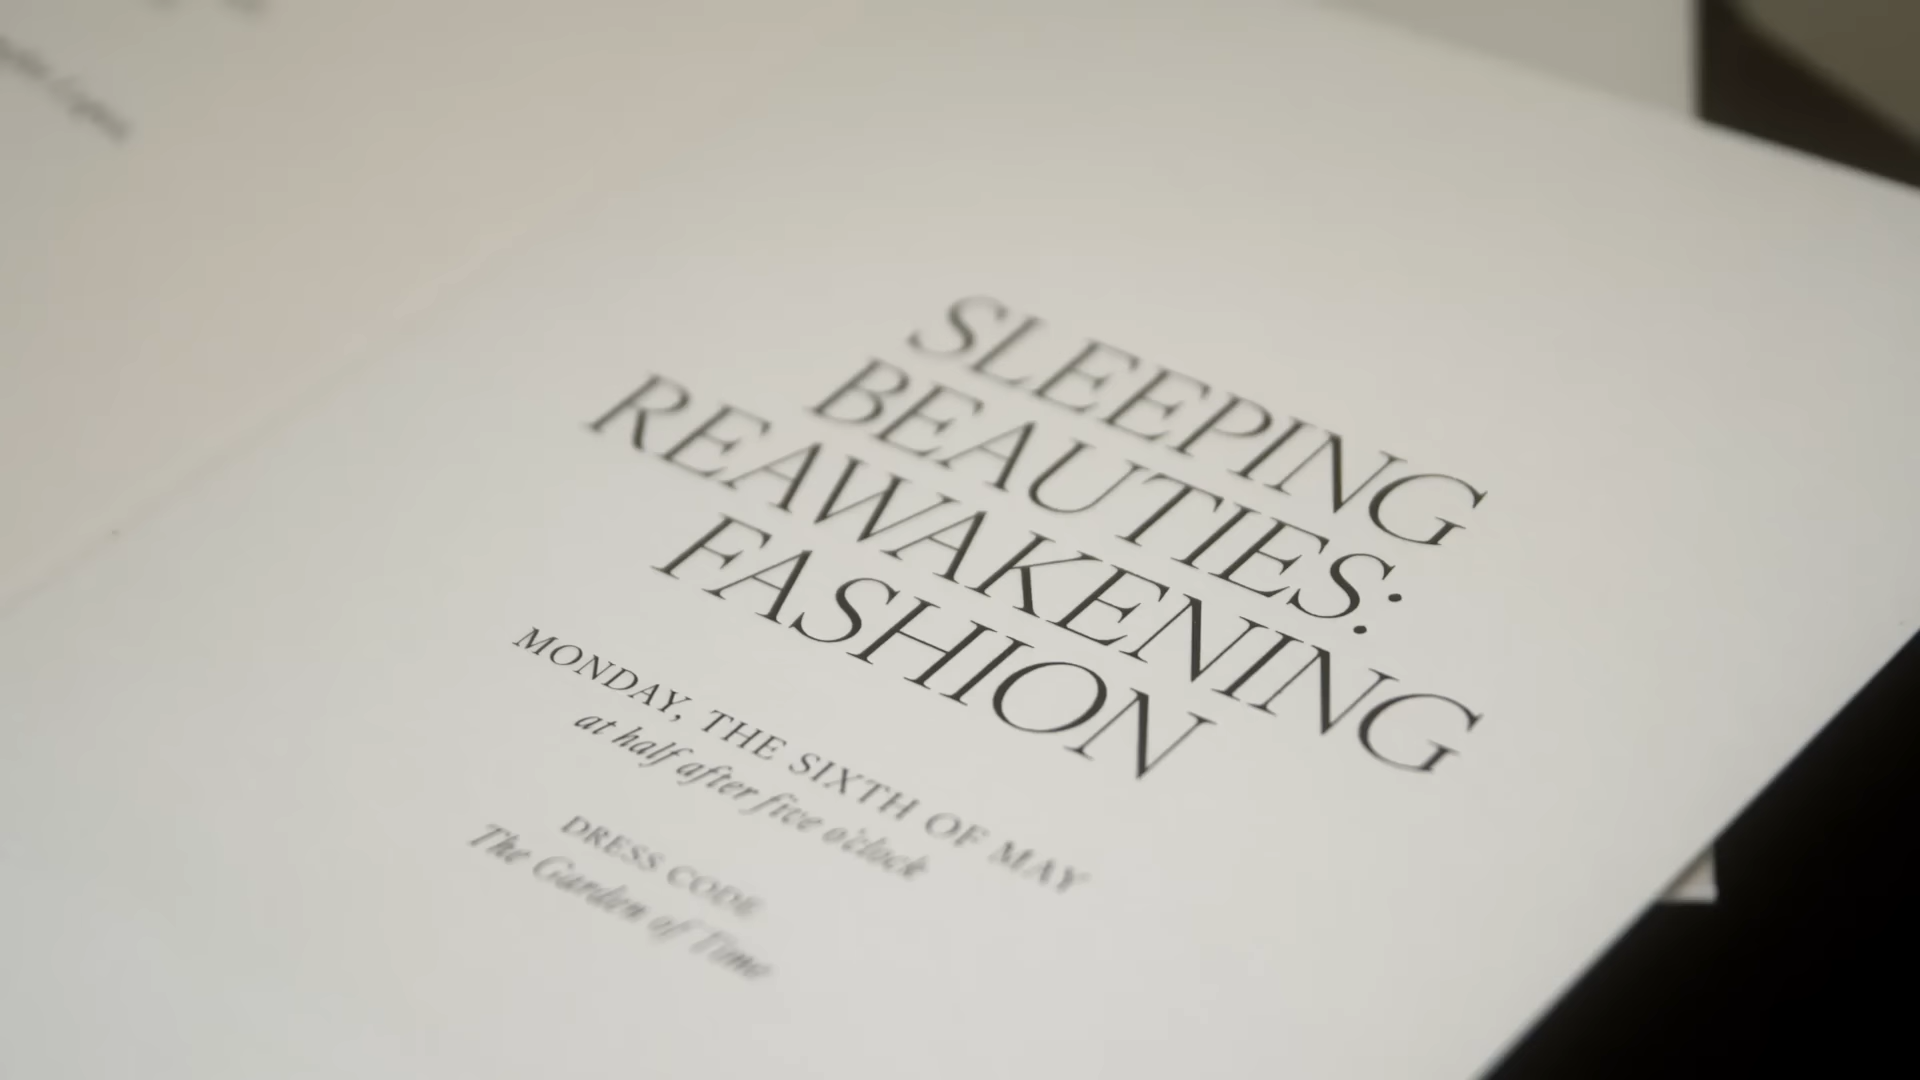 SLEEPING
BEAUTIES:
REAWAKENING
FASHION
MONDAY, THE SIXTH OF MAY
at half after five o'clock
DRESS CODE
The Garden of Time